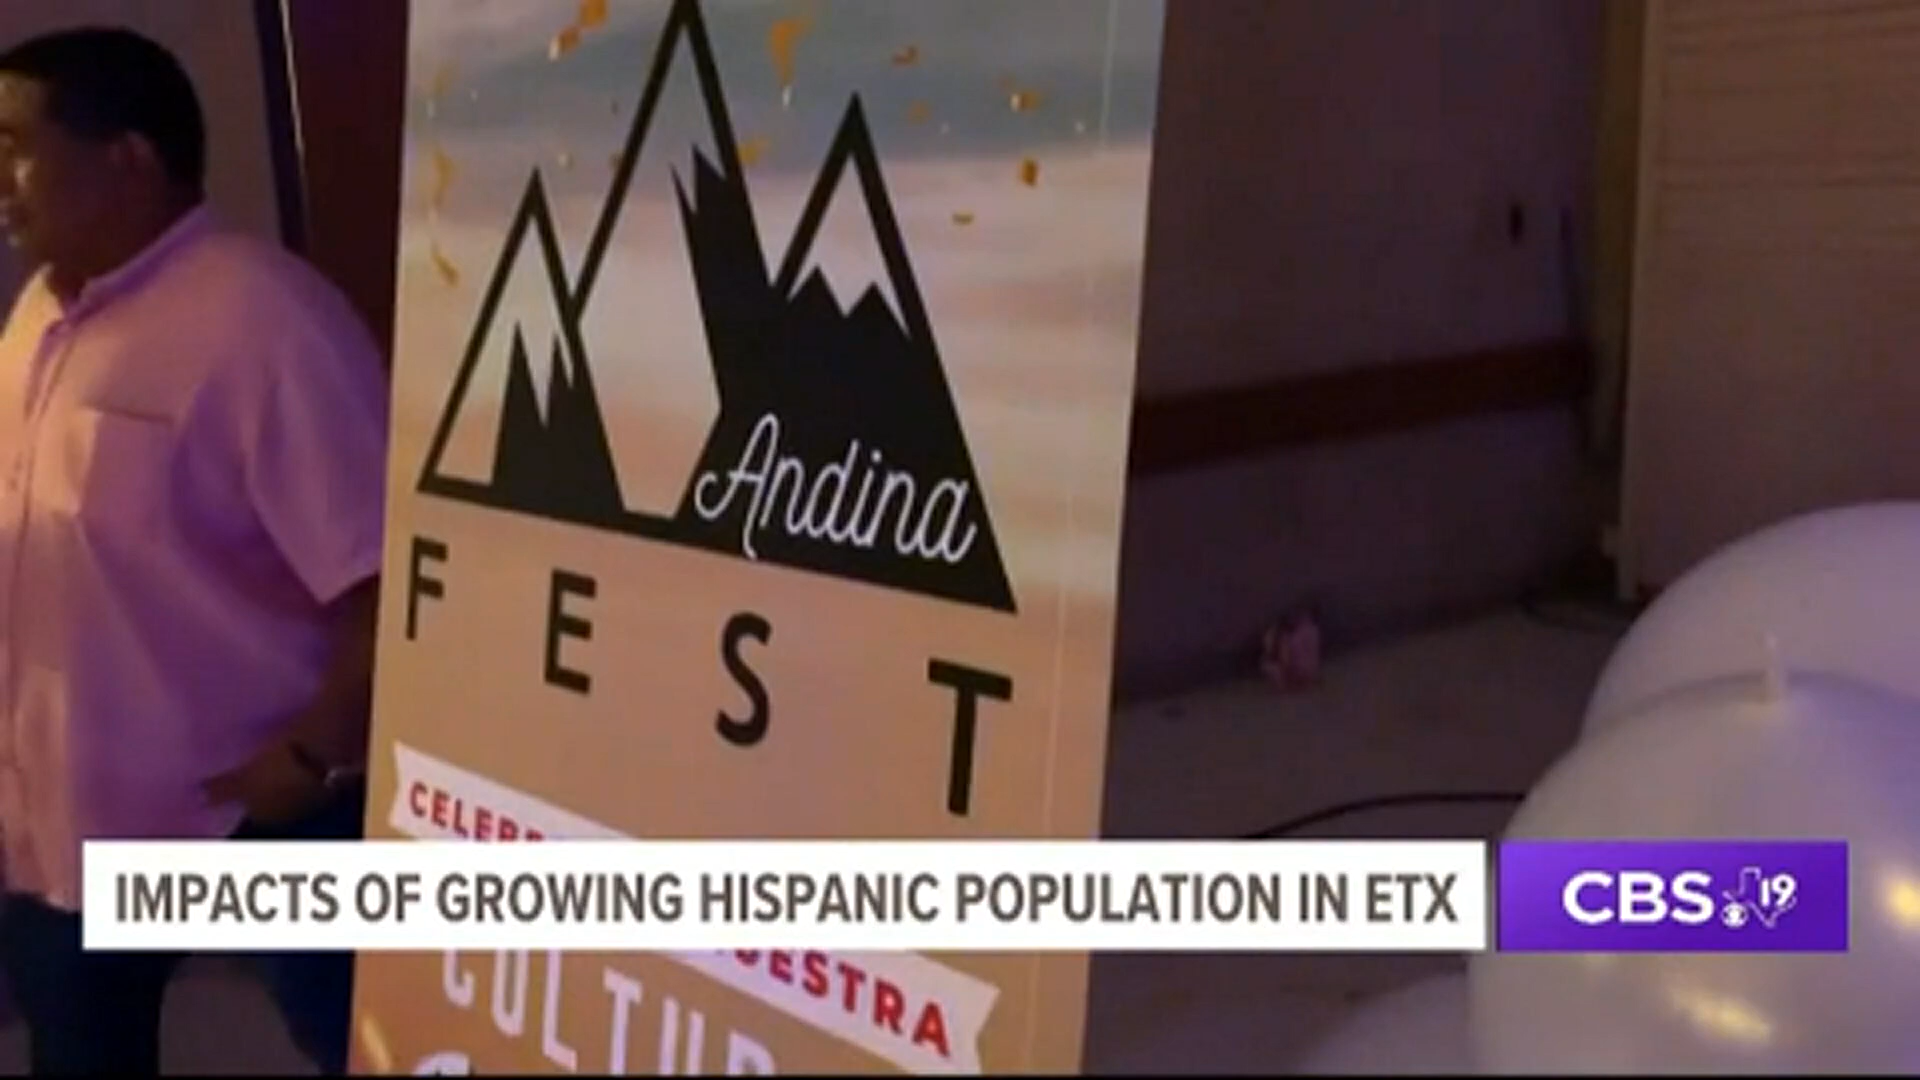 Andina
FEST
IMPACTS OF GROWING HISPANIC POPULATION IN ETX
CBS 19